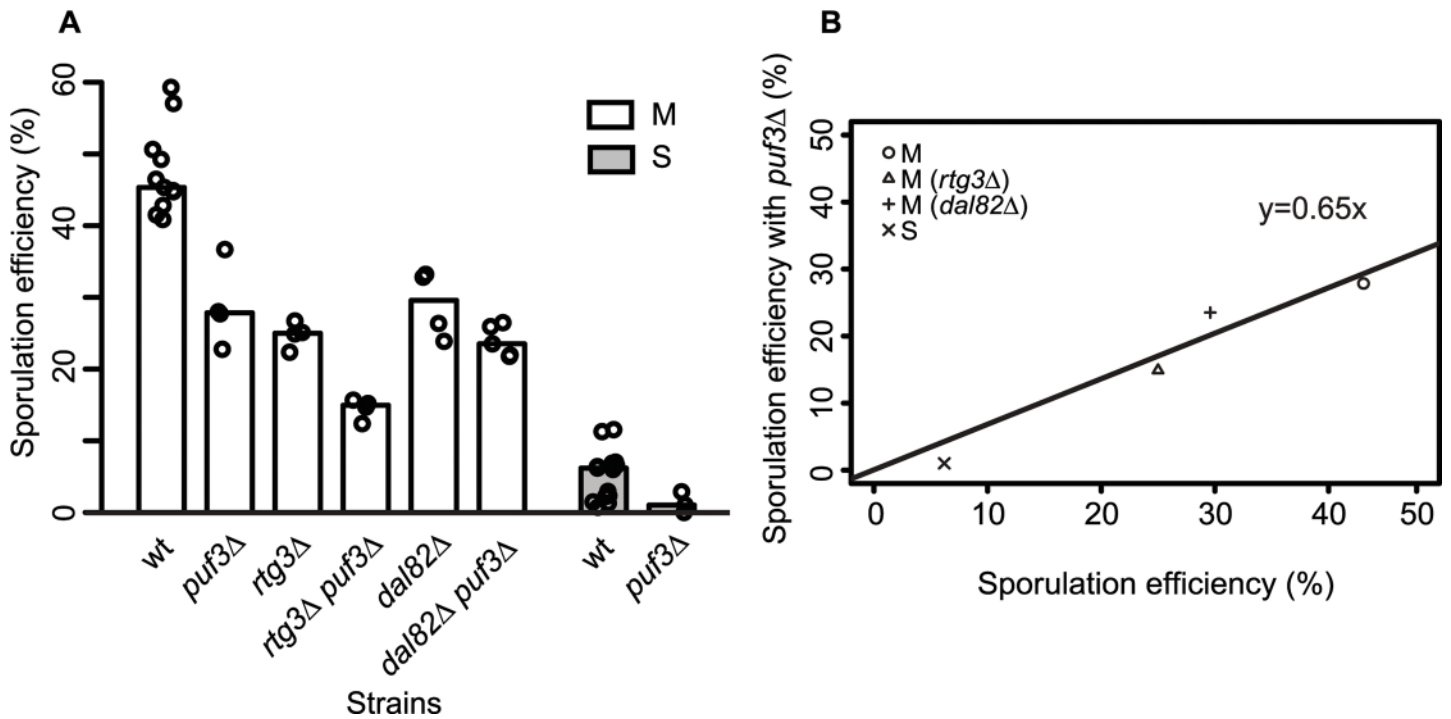 A
Sporulation efficiency (%)
60
40
20
0
M
S
wt
puf3Δ
rtg3Δ
rtg3Δ puf3Δ
dal82Δ
dal82Δ puf3Δ
wt
puf3Δ
Strains
B
Sporulation efficiency with puf3Δ (%)
50
40
30
20
10
0
M
M (rtg3Δ)
M (dal82Δ)
S
y=0.65x
0 10 20 30 40 50
Sporulation efficiency (%)